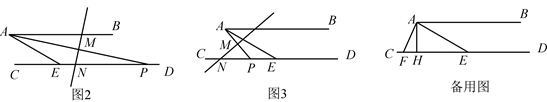 A B
M
C E N P D
图2
A B
M
C N P E D
图3
A B
C F H E D
备用图